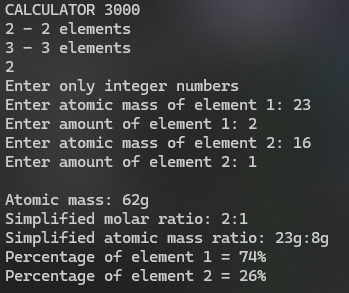 CALCULATOR 3000
2 - 2 elements
3 - 3 elements
2
Enter only integer numbers
Enter atomic mass of element 1: 23
Enter amount of element 1: 2
Enter atomic mass of element 2: 16
Enter amount of element 2: 1

Atomic mass: 62g
Simplified molar ratio: 2:1
Simplified atomic mass ratio: 23g:8g
Percentage of element 1 = 74%
Percentage of element 2 = 26%